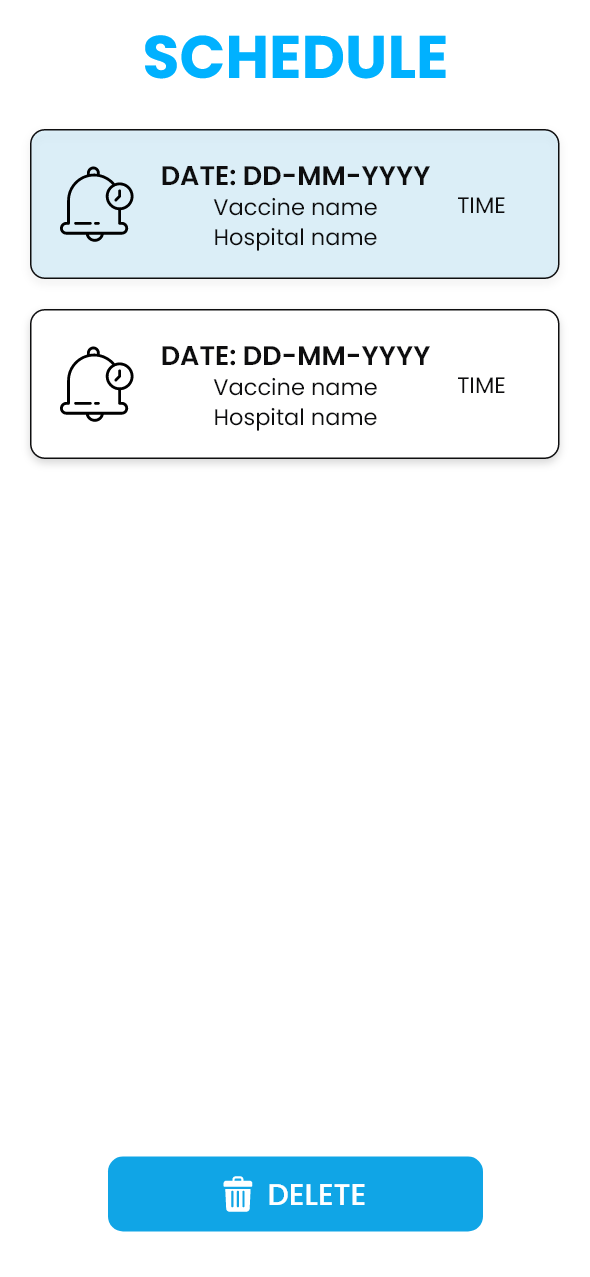 SCHEDULE
DATE: DD-MM-YYYY
Vaccine name
TIME
Hospital name
DATE: DD-MM-YYYY
Vaccine name
TIME
Hospital name
DELETE